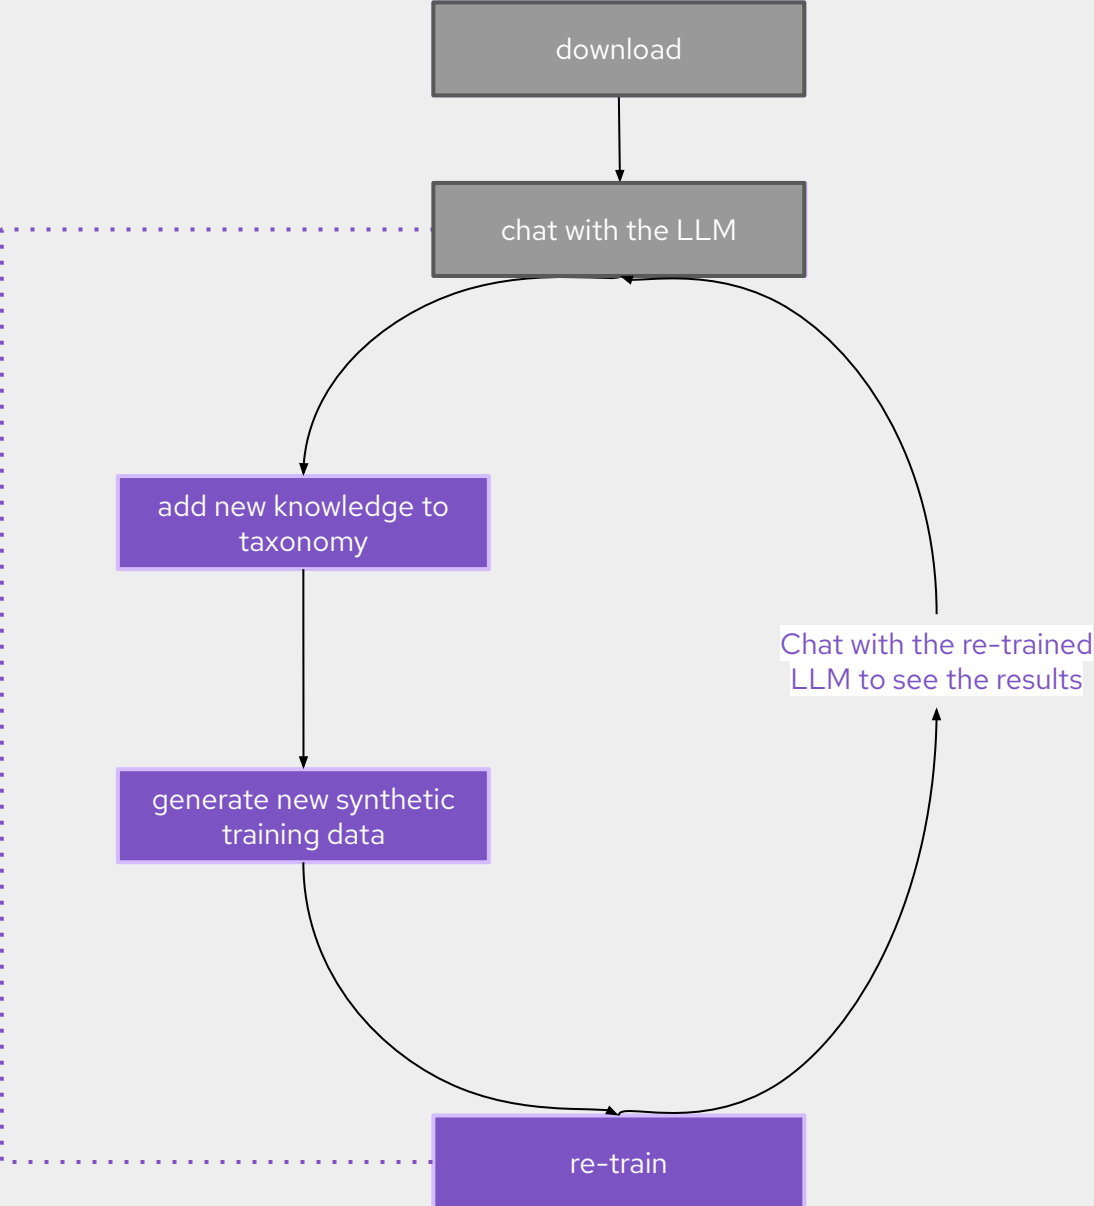 download
chat with the LLM
add new knowledge to
taxonomy
Chat with the re-trained
LLM to see the results
generate new synthetic
training data
re-train